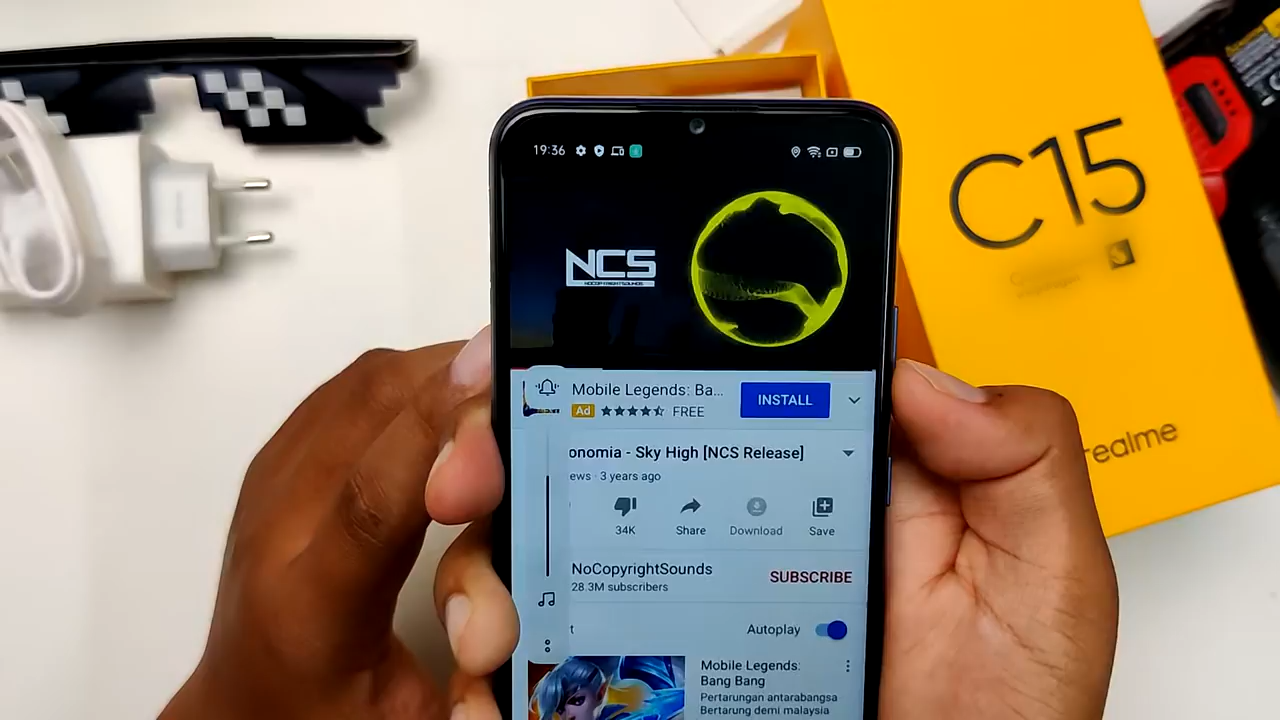 19:36
NCS
NOCOPYRIGHTSOUNDS
C15
realme
Mobile Legends: Ba...
Ad
FREE
INSTALL
onomia - Sky High [NCS Release]
ews · 3 years ago
34K
Share
Download
Save
NoCopyrightSounds
28.3M subscribers
SUBSCRIBE
t
Autoplay
Mobile Legends:
Bang Bang
Pertarungan antarabangsa
Bertarung demi malaysia